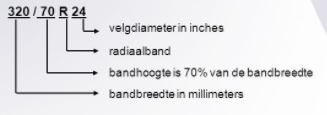 320 / 70 R 24
velgdiameter in inches
radiaalband
bandhoogte is 70% van de bandbreedte
bandbreedte in millimeters